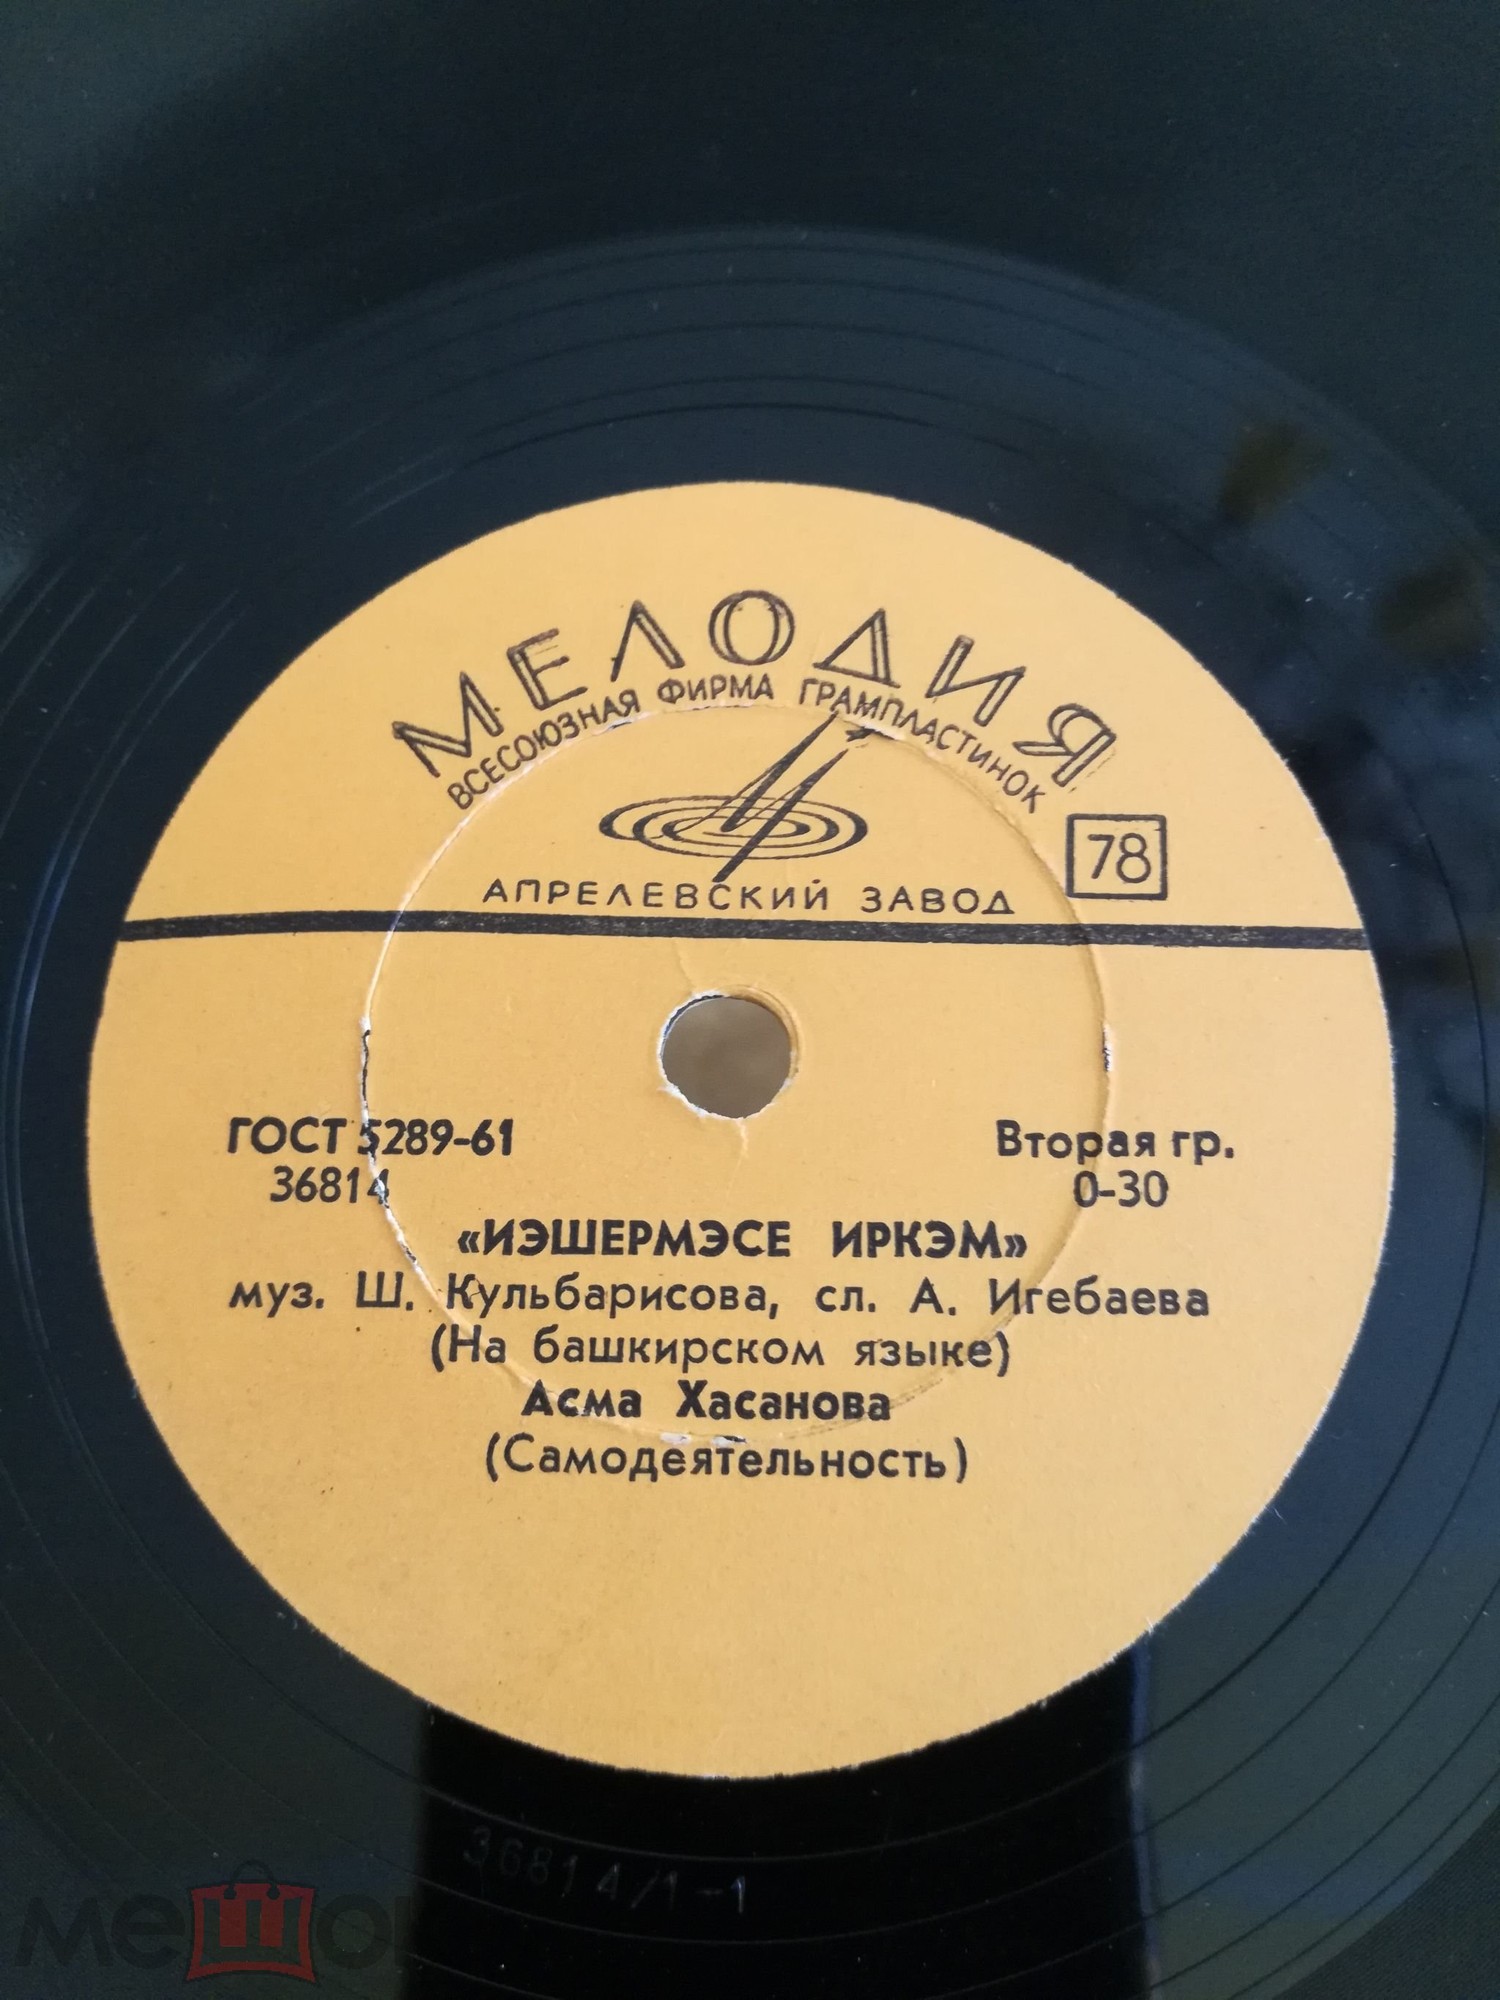 МЕЛОДИЯ
ВСЕСОЮЗНАЯ ФИРМА ГРАМПЛАСТИНОК
78
АПРЕЛЕВСКИЙ ЗАВОД
ГОСТ 5289-61
Вторая гр.
36814
0-30
«ИЭШЕРМЭСЕ ИРКЭМ»
муз. Ш. Кульбарисова, сл. А. Игебаева
(На башкирском языке)
Асма Хасанова
(Самодеятельность)
36814/1-1
мешок